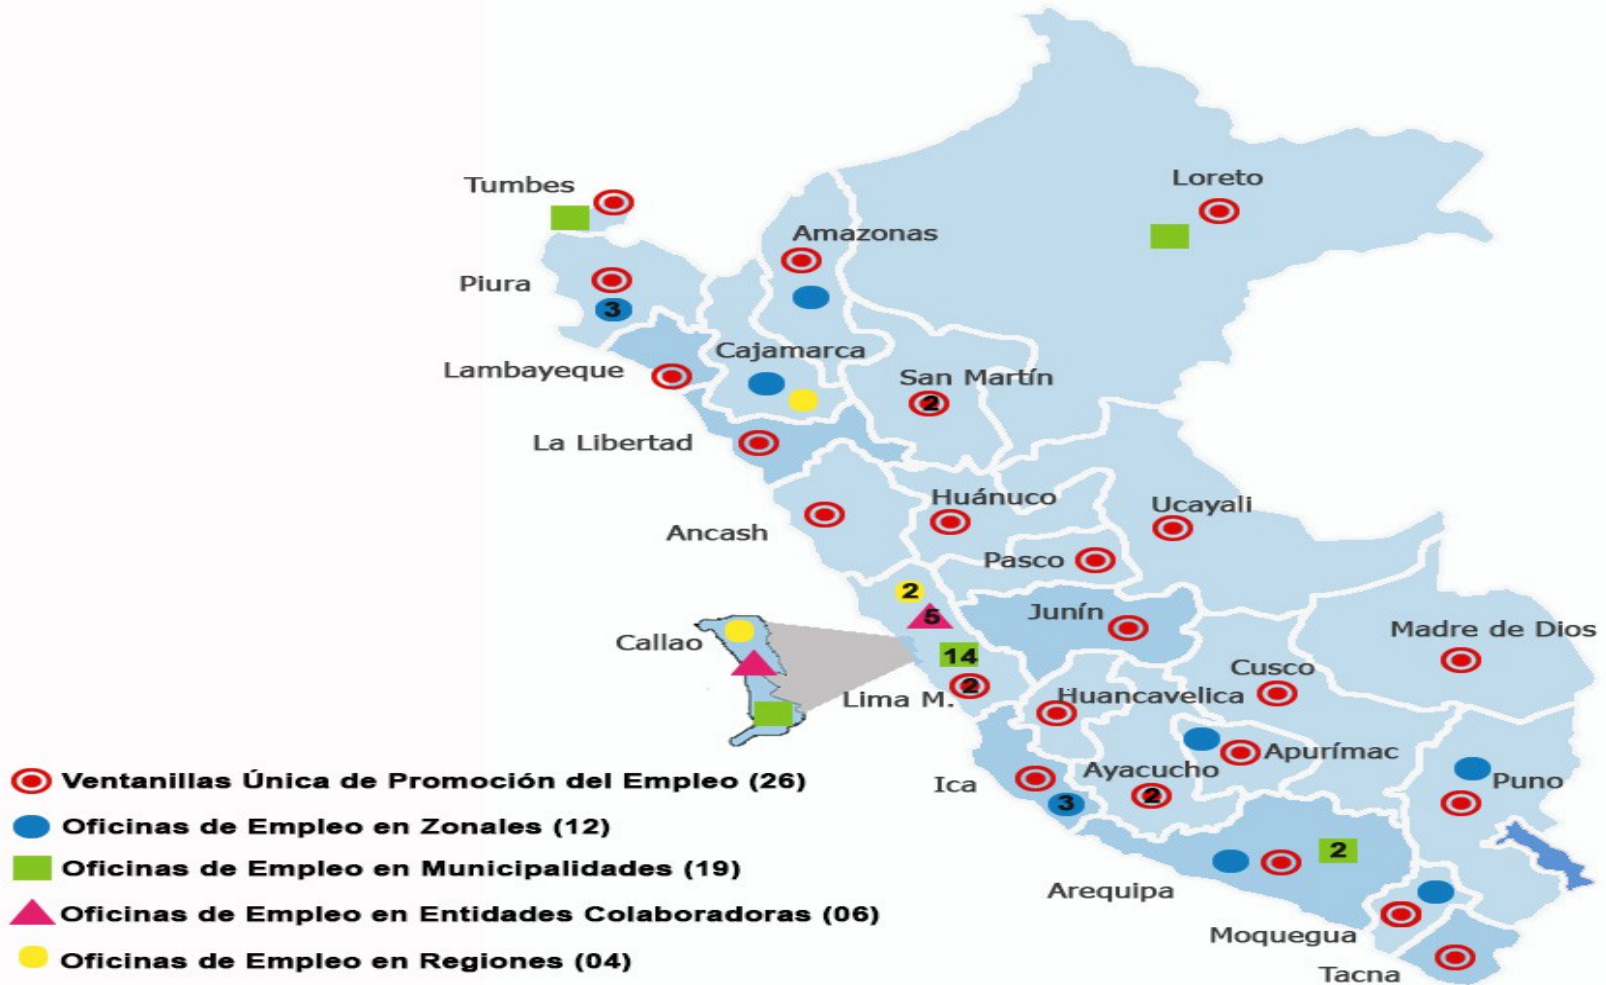 Tumbes
Loreto
Amazonas
Piura
3
Cajamarca
Lambayeque
San Martín
2
La Libertad
Huánuco
Ucayali
Ancash
Pasco
2
5
Junín
Callao
14
Madre de Dios
Cusco
2
Lima M.
Huancavelica
Apurímac
Ayacucho
Puno
Ica
3
2
2
Arequipa
Moquegua
Tacna
Ventanillas Única de Promoción del Empleo (26)
Oficinas de Empleo en Zonales (12)
Oficinas de Empleo en Municipalidades (19)
Oficinas de Empleo en Entidades Colaboradoras (06)
Oficinas de Empleo en Regiones (04)